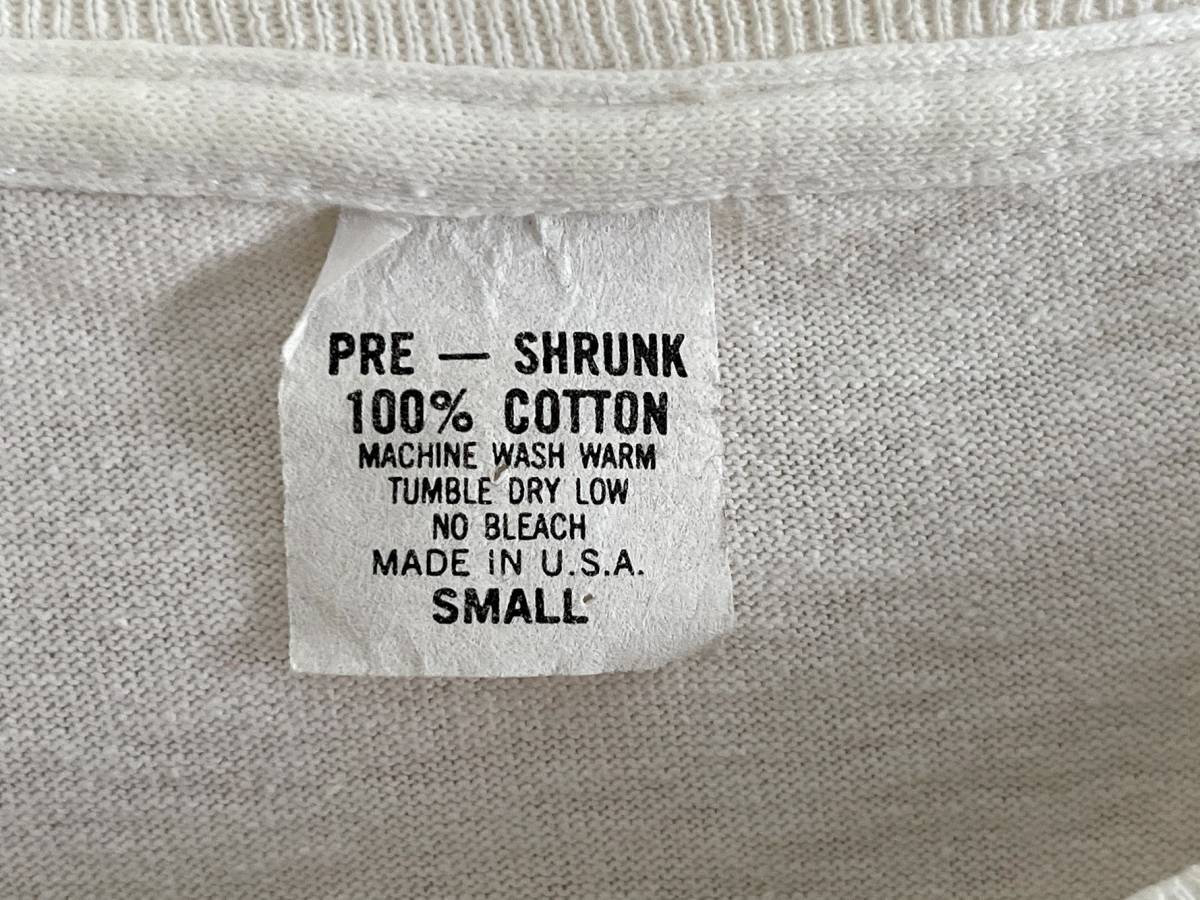 PRE — SHRUNK
100% COTTON
MACHINE WASH WARM
TUMBLE DRY LOW
NO BLEACH
MADE IN U.S.A.
SMALL